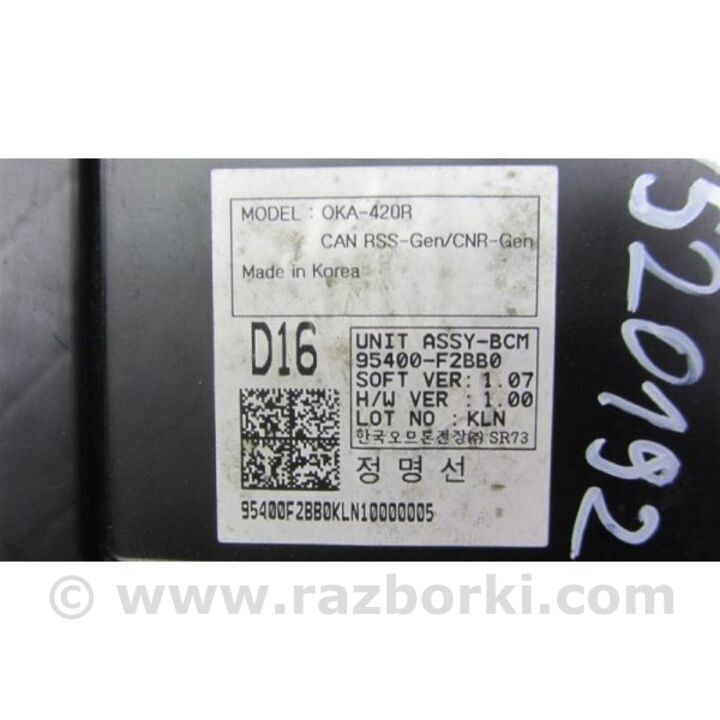 MODEL : OKA-420R
CAN RSS-Gen/CNR-Gen
Made in Korea
D16
UNIT ASSY-BCM
95400-F2BB0
SOFT VER: 1.07
H/W VER : 1.00
LOT NO : KLN
한국오므론전장㈜ SR73
정명선
95400F2BB0KLN10000005
520192
© www.razborki.com